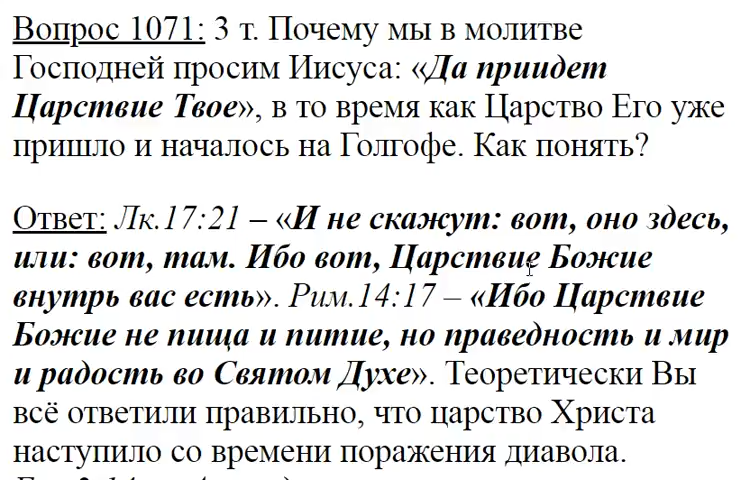 Вопрос 1071: 3 т. Почему мы в молитве
Господней просим Иисуса: «Да приидет
Царствие Твое», в то время как Царство Его уже
пришло и началось на Голгофе. Как понять?
Ответ: Лк.17:21 – «И не скажут: вот, оно здесь,
или: вот, там. Ибо вот, Царствие Божие
внутрь вас есть». Рим.14:17 – «Ибо Царствие
Божие не пища и питие, но праведность и мир
и радость во Святом Духе». Теоретически Вы
всё ответили правильно, что царство Христа
наступило со времени поражения диавола.